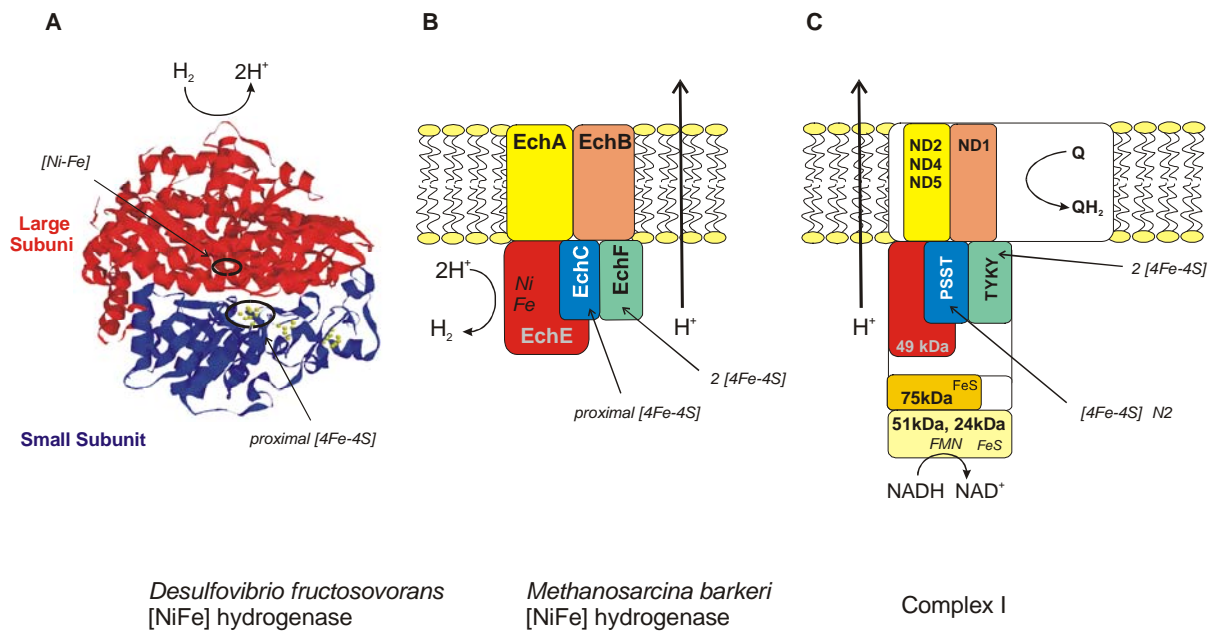 A
H₂ 2H⁺
[Ni-Fe]
Large
Subuni
Small Subunit
proximal [4Fe-4S]
B
EchA EchB
2H⁺
H₂
Ni
Fe
EchE
EchC
EchF
H⁺
2 [4Fe-4S]
proximal [4Fe-4S]
C
ND2
ND4
ND5
ND1
Q
QH₂
H⁺
49 kDa
PSST
TYKY
2 [4Fe-4S]
[4Fe-4S] N2
75kDa FeS
51kDa, 24kDa
FMN FeS
NADH NAD⁺
Desulfovibrio fructosovorans
[NiFe] hydrogenase
Methanosarcina barkeri
[NiFe] hydrogenase
Complex I